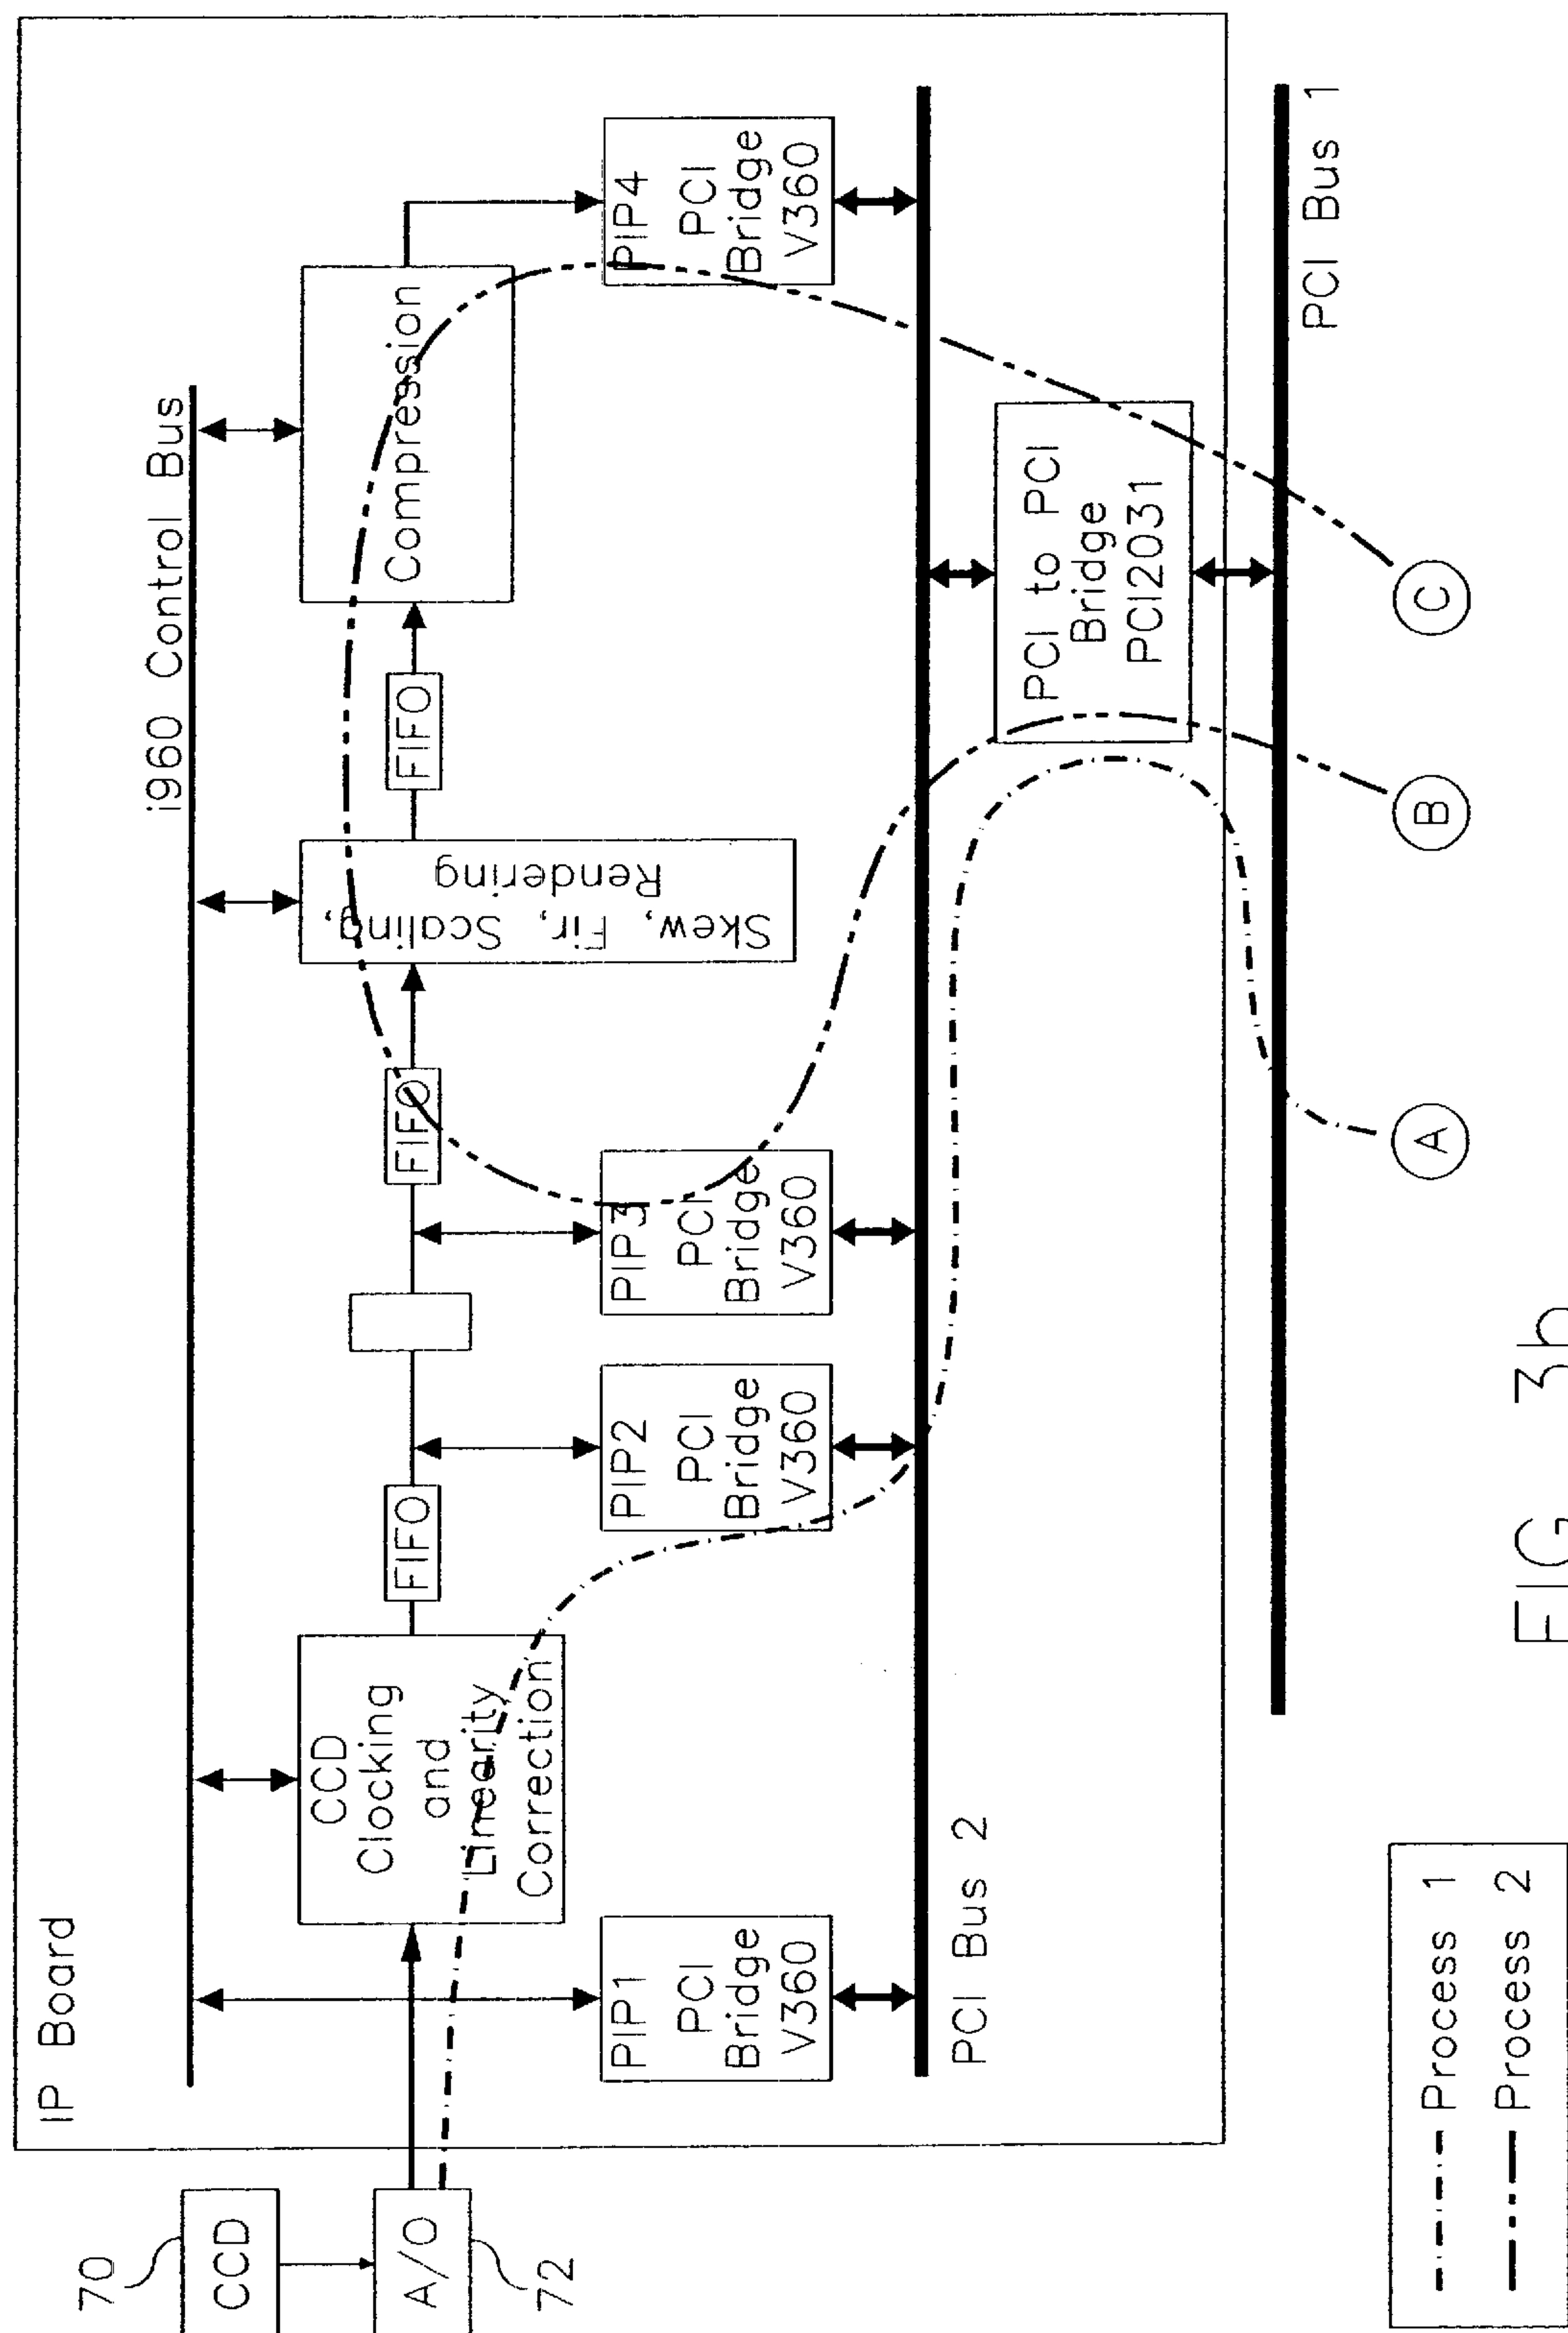 IP Board
i960 Control Bus
70
CCD
A/O
72
CCD
Clocking
and
Linearity
Correction
FIFO
FIFO
Skew, Fir, Scaling,
Rendering
FIFO
Compression
PIP1
PCI
Bridge
V360
PIP2
PCI
Bridge
V360
PIP3
PCI
Bridge
V360
PIP4
PCI
Bridge
V360
PCI Bus 2
PCI to PCI
Bridge
PCI2031
PCI Bus 1
A
B
C
Process 1
Process 2
FIG. 3b